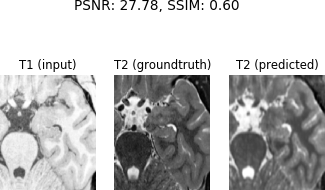 PSNR: 27.78, SSIM: 0.60
T1 (input)
T2 (groundtruth)
T2 (predicted)